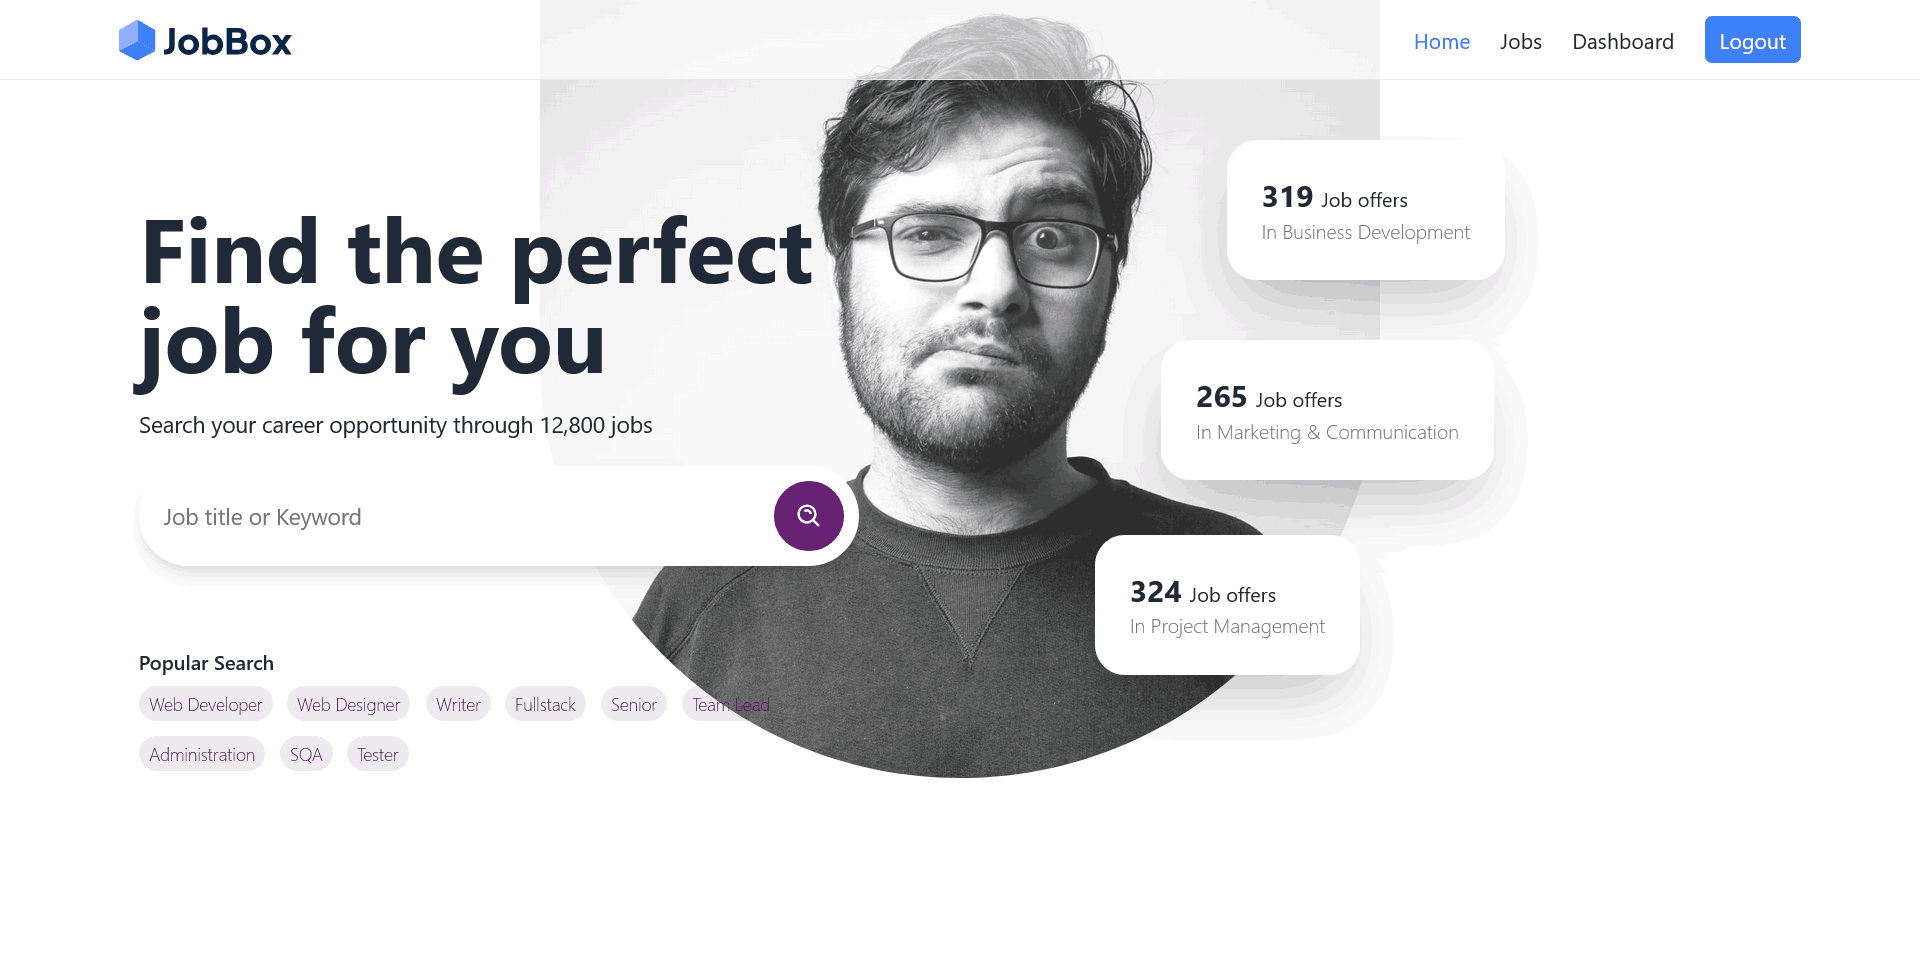 JobBox
Home Jobs Dashboard Logout
Find the perfect
job for you
Search your career opportunity through 12,800 jobs
Job title or Keyword
Popular Search
Web Developer Web Designer Writer Fullstack Senior Team Lead
Administration SQA Tester
319 Job offers
In Business Development
265 Job offers
In Marketing & Communication
324 Job offers
In Project Management